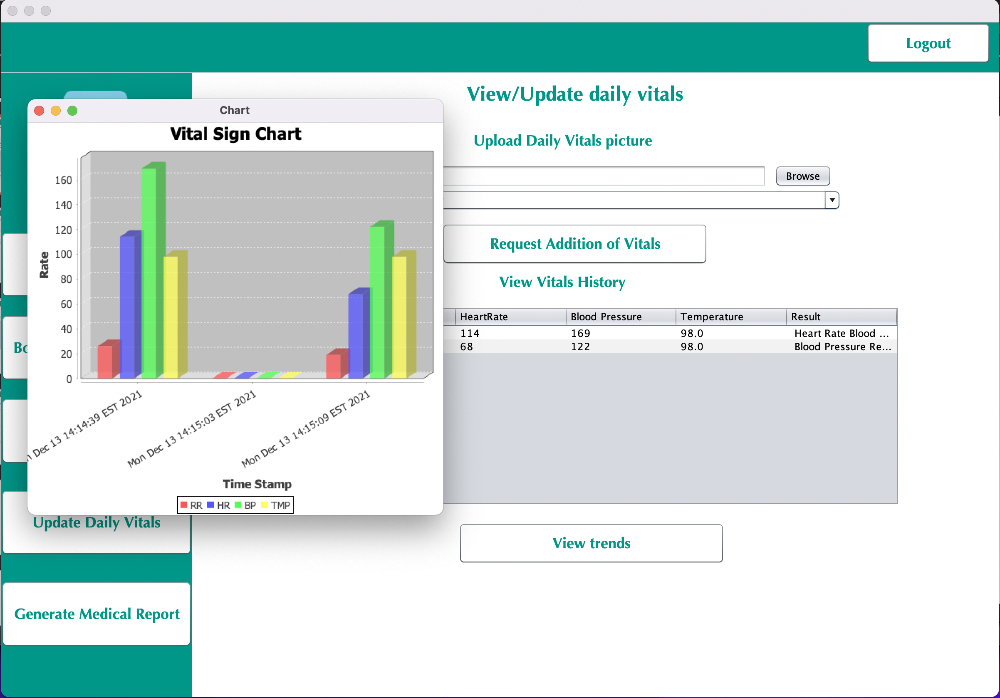 Logout
View/Update daily vitals
Chart
Vital Sign Chart
Upload Daily Vitals picture
Browse
Request Addition of Vitals
View Vitals History
HeartRate Blood Pressure Temperature Result
114 169 98.0 Heart Rate Blood ...
68 122 98.0 Blood Pressure Re...
Rate
160
140
120
100
80
60
40
20
0
Dec 13 14:14:39 EST 2021
Mon Dec 13 14:15:03 EST 2021
Mon Dec 13 14:15:09 EST 2021
Time Stamp
RR HR BP TMP
Update Daily Vitals
View trends
Generate Medical Report